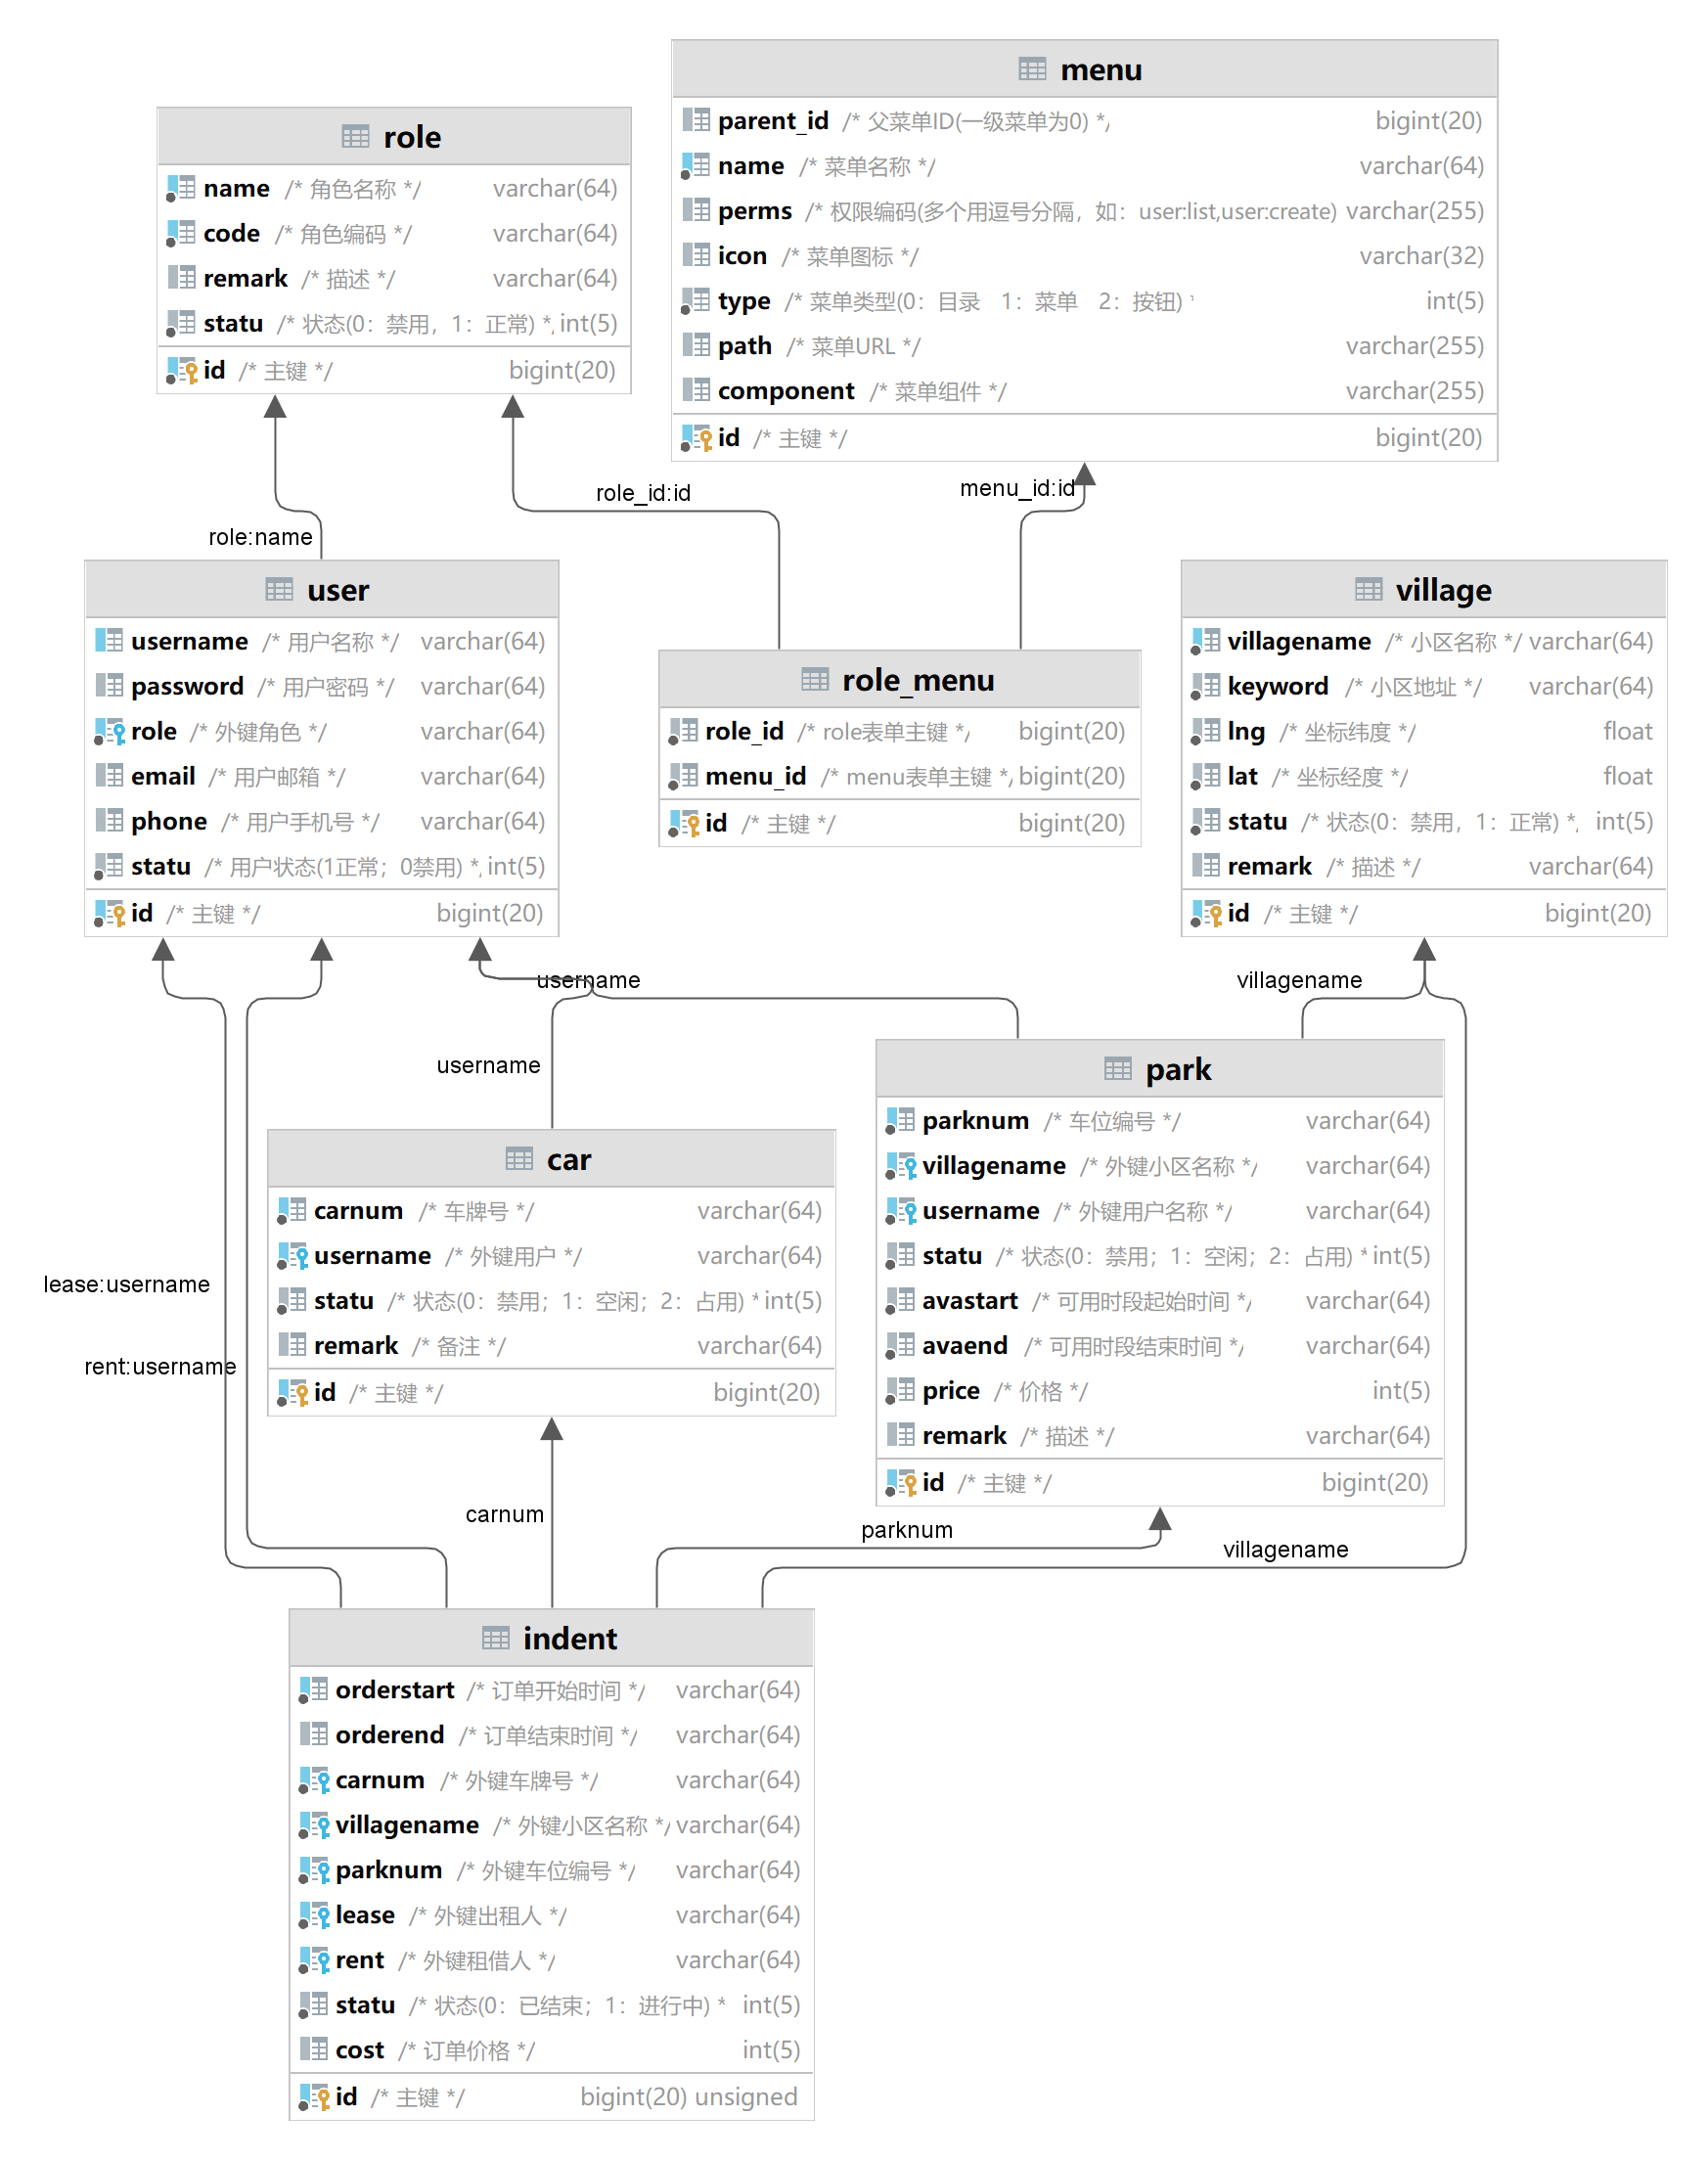 menu
parent_id /* 父菜单ID(一级菜单为0) */ bigint(20)
name /* 菜单名称 */ varchar(64)
perms /* 权限编码(多个用逗号分隔，如：user:list,user:create) varchar(255)
icon /* 菜单图标 */ varchar(32)
type /* 菜单类型(0：目录 1：菜单 2：按钮) * int(5)
path /* 菜单URL */ varchar(255)
component /* 菜单组件 */ varchar(255)
id /* 主键 */ bigint(20)
role
name /* 角色名称 */ varchar(64)
code /* 角色编码 */ varchar(64)
remark /* 描述 */ varchar(64)
statu /* 状态(0：禁用，1：正常) */ int(5)
id /* 主键 */ bigint(20)
role_id:id
menu_id:id
role:name
user
username /* 用户名称 */ varchar(64)
password /* 用户密码 */ varchar(64)
role /* 外键角色 */ varchar(64)
email /* 用户邮箱 */ varchar(64)
phone /* 用户手机号 */ varchar(64)
statu /* 用户状态(1正常；0禁用) */ int(5)
id /* 主键 */ bigint(20)
role_menu
role_id /* role表单主键 */ bigint(20)
menu_id /* menu表单主键 */ bigint(20)
id /* 主键 */ bigint(20)
village
villagename /* 小区名称 */ varchar(64)
keyword /* 小区地址 */ varchar(64)
lng /* 坐标纬度 */ float
lat /* 坐标经度 */ float
statu /* 状态(0：禁用，1：正常) */ int(5)
remark /* 描述 */ varchar(64)
id /* 主键 */ bigint(20)
username
villagename
username
car
carnum /* 车牌号 */ varchar(64)
username /* 外键用户 */ varchar(64)
statu /* 状态(0：禁用；1：空闲；2：占用) * int(5)
remark /* 备注 */ varchar(64)
id /* 主键 */ bigint(20)
park
parknum /* 车位编号 */ varchar(64)
villagename /* 外键小区名称 */ varchar(64)
username /* 外键用户名称 */ varchar(64)
statu /* 状态(0：禁用；1：空闲；2：占用) * int(5)
avastart /* 可用时段起始时间 */ varchar(64)
avaend /* 可用时段结束时间 */ varchar(64)
price /* 价格 */ int(5)
remark /* 描述 */ varchar(64)
id /* 主键 */ bigint(20)
lease:username
rent:username
carnum
parknum
villagename
indent
orderstart /* 订单开始时间 */ varchar(64)
orderend /* 订单结束时间 */ varchar(64)
carnum /* 外键车牌号 */ varchar(64)
villagename /* 外键小区名称 */ varchar(64)
parknum /* 外键车位编号 */ varchar(64)
lease /* 外键出租人 */ varchar(64)
rent /* 外键租借人 */ varchar(64)
statu /* 状态(0：已结束；1：进行中) * int(5)
cost /* 订单价格 */ int(5)
id /* 主键 */ bigint(20) unsigned